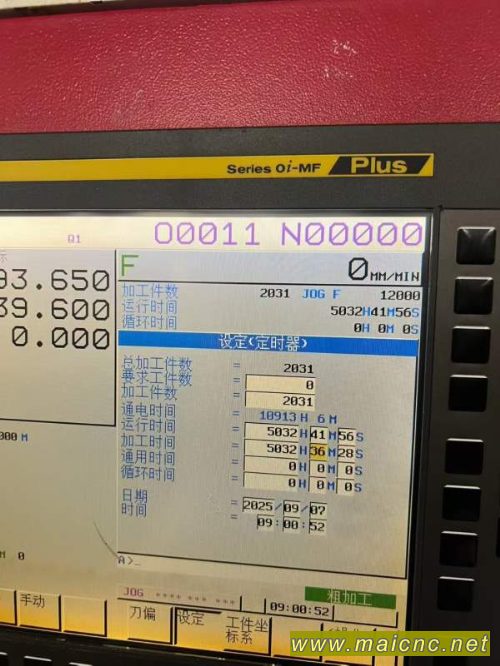 Series 0i-MF Plus
Q1 O0011 N00000
93.650
39.600
0.000
F 0 MM/MIN
加工件数 2031 JOG F 12000
运行时间 5032H41M56S
循环时间 0H 0M 0S
设定(定时器)
总加工件数 = 2031
要求工件数 = 0
加工件数 = 2031
通电时间 = 10913H 6M
运行时间 = 5032H41M56S
加工时间 = 5032H36M28S
通用时间 = 0H 0M 0S
循环时间 = 0H 0M 0S
日期 = 2025/09/07
时间 = 09:00:52
000 M
M 0
A>_
JOG **** *** *** 粗加工
09:00:52
手动 刀偏 设定 工件坐标系
www.maicnc.net